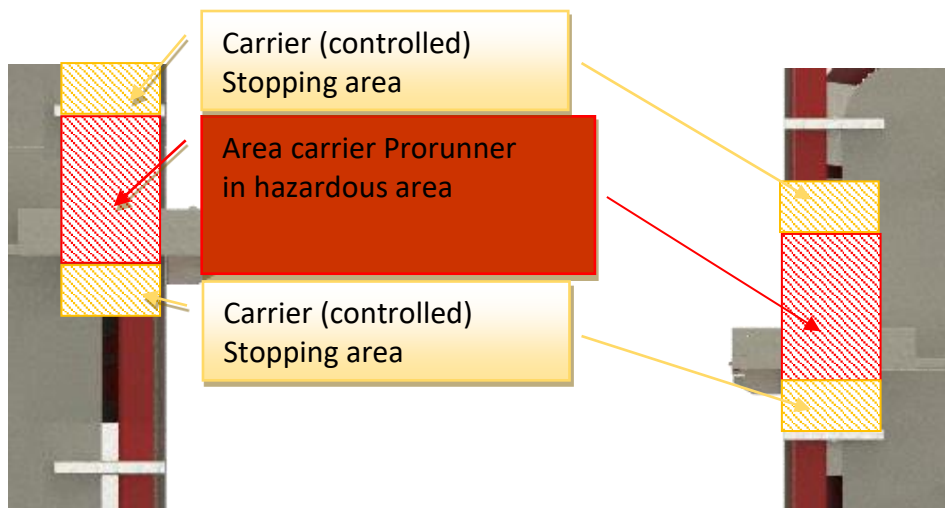 Carrier (controlled)
Stopping area
Area carrier Prorunner
in hazardous area
Carrier (controlled)
Stopping area